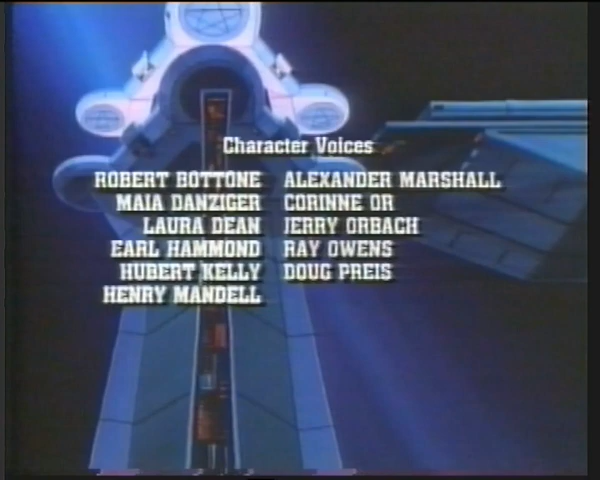 Character Voices
ROBERT BOTTONE ALEXANDER MARSHALL
MAIA DANZIGER CORINNE OR
LAURA DEAN JERRY ORBACH
EARL HAMMOND RAY OWENS
HUBERT KELLY DOUG PREIS
HENRY MANDELL